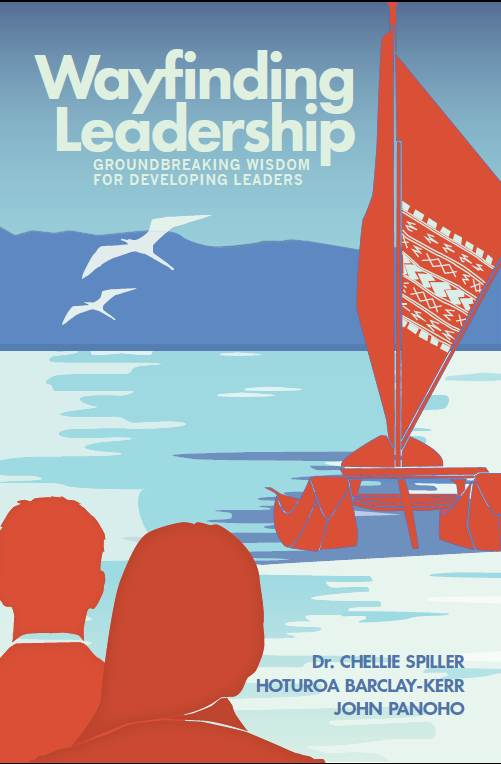 Wayfinding
Leadership
GROUNDBREAKING WISDOM
FOR DEVELOPING LEADERS
Dr. CHELLIE SPILLER
HOTUROA BARCLAY-KERR
JOHN PANOHO